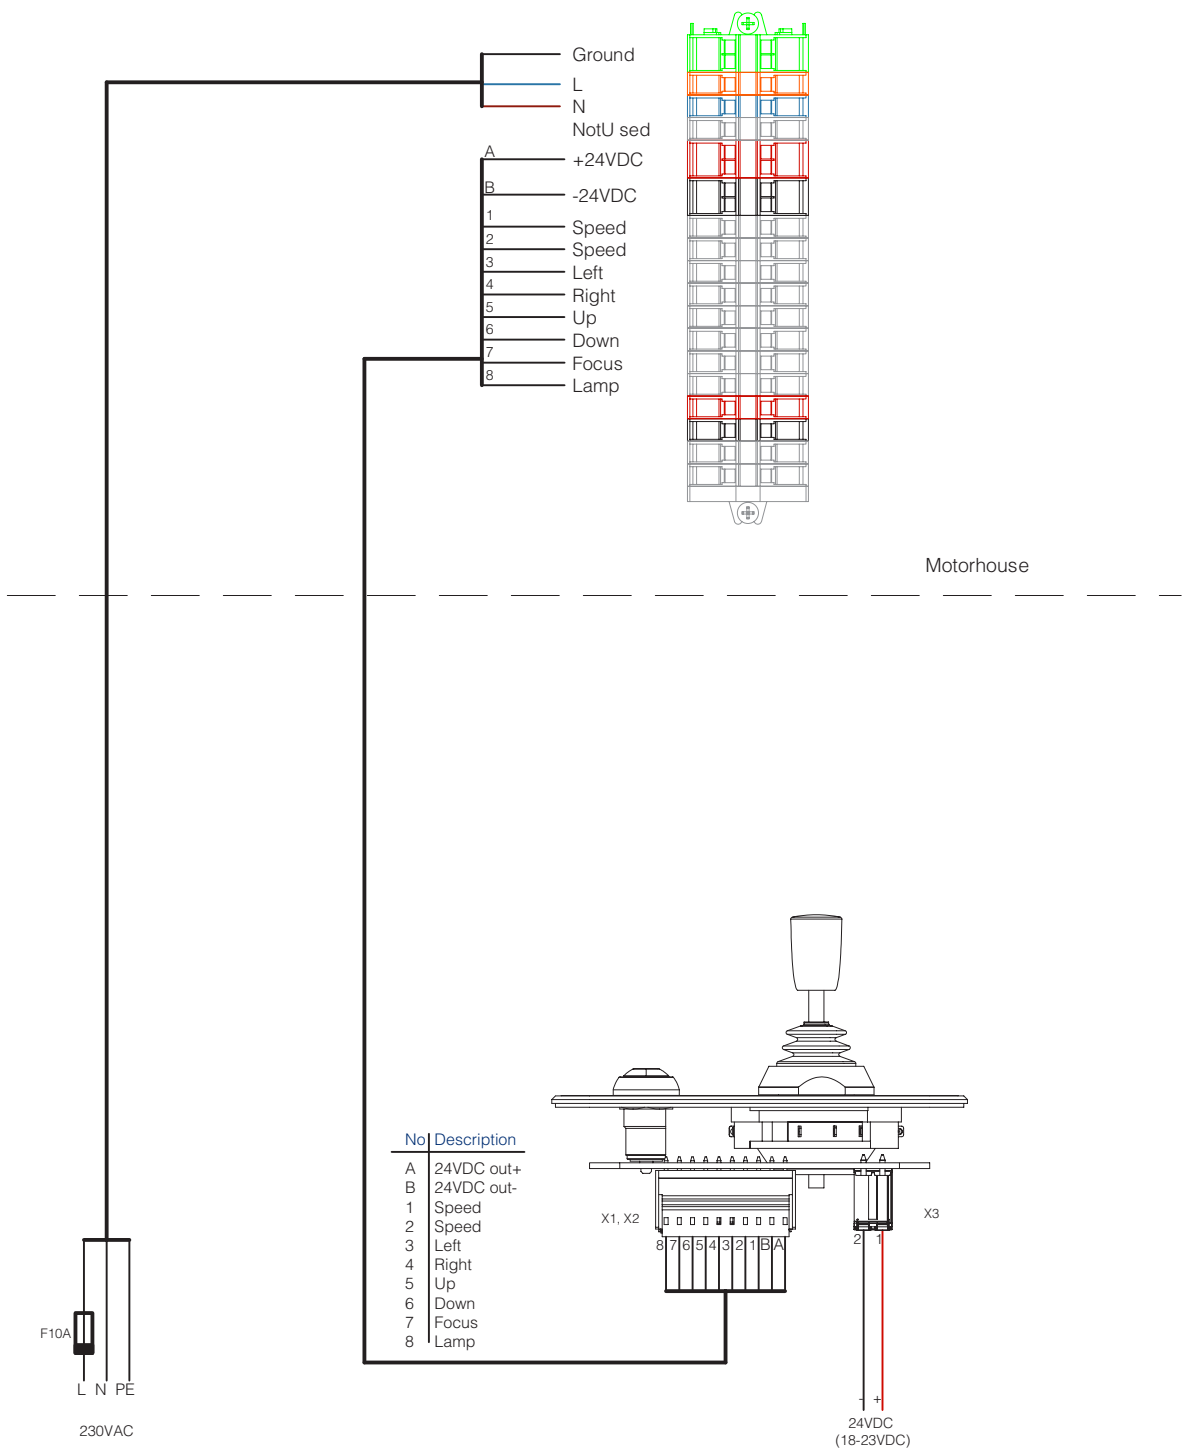 Ground
L
N
NotU sed
A
+24VDC
B
-24VDC
1
Speed
2
Speed
3
Left
4
Right
5
Up
6
Down
7
Focus
8
Lamp
Motorhouse
No Description
A 24VDC out+
B 24VDC out-
1 Speed
2 Speed
3 Left
4 Right
5 Up
6 Down
7 Focus
8 Lamp
X1, X2
8 7 6 5 4 3 2 1 B A
X3
2 1
- +
24VDC
(18-23VDC)
F10A
L N PE
230VAC